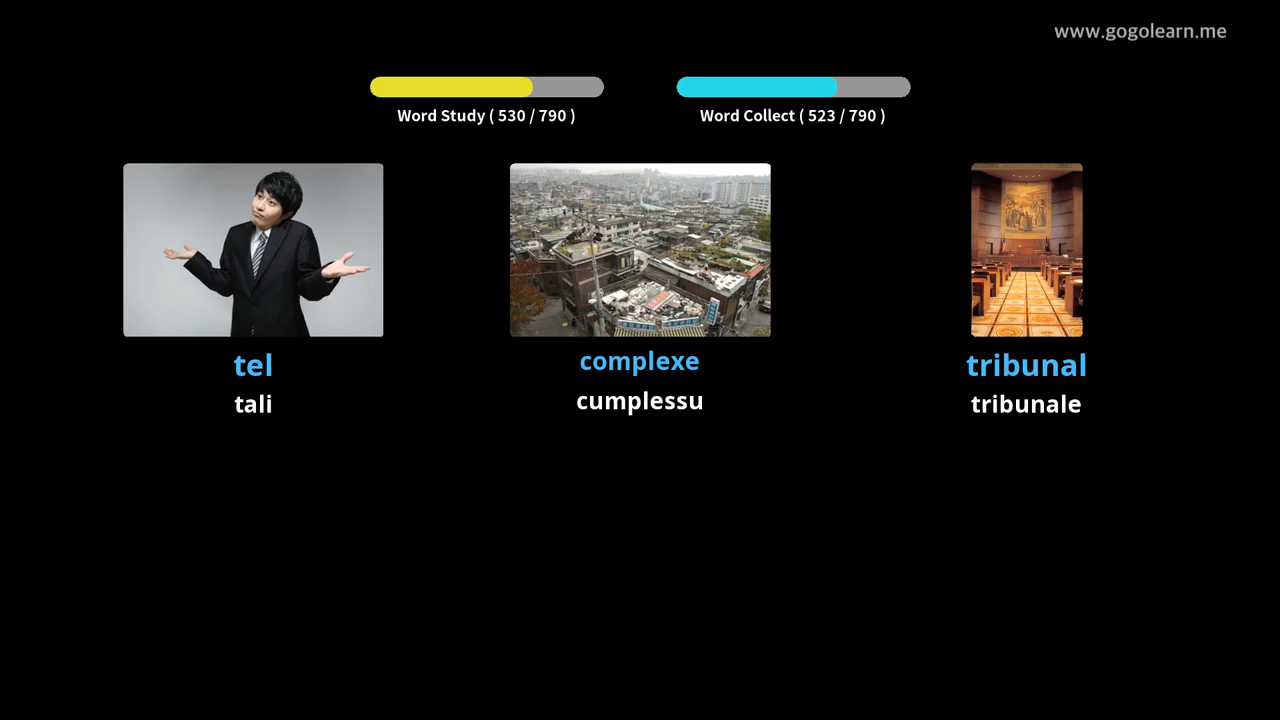 www.gogolearn.me
Word Study ( 530 / 790 )
Word Collect ( 523 / 790 )
tel
tali
complexe
cumplessu
tribunal
tribunale